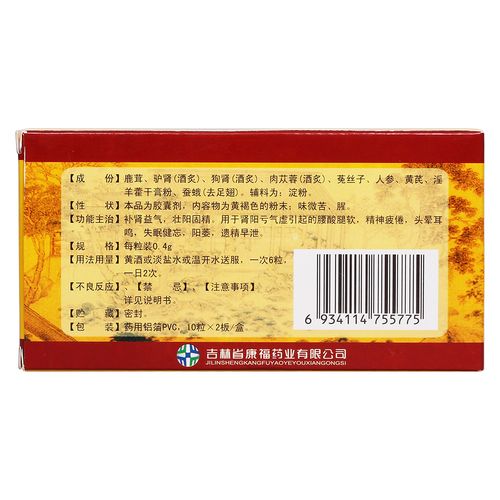 【成　份】鹿茸、驴肾(酒炙)、狗肾(酒炙)、肉苁蓉(酒炙)、菟丝子、人参、黄芪、淫
羊藿干膏粉、蚕蛾(去足翅)。辅料为：淀粉。
【性　状】本品为胶囊剂，内容物为黄褐色的粉末；味微苦、腥。
【功能主治】补肾益气，壮阳固精。用于肾阳亏气虚引起的腰酸腿软，精神疲倦，头晕耳
鸣，失眠健忘，阳萎，遗精早泄。
【规　格】每粒装0.4g
【用法用量】黄酒或淡盐水或温开水送服，一次6粒，
一日2次。
【不良反应】、【禁　忌】、【注意事项】
详见说明书。
【贮　藏】密封。
【包　装】药用铝箔PVC，10粒×2板/盒
6 934114 755775
吉林省康福药业有限公司
JILINSHENGKANGFUYAOYEYOUXIANGONGSI